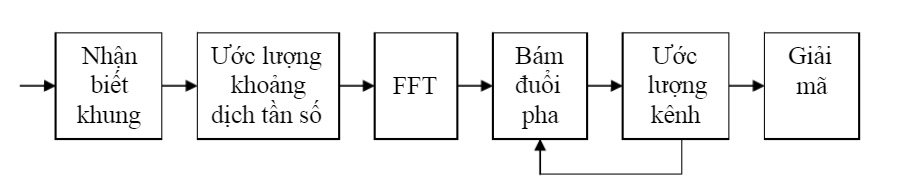 Nhận
biết
khung
Ước lượng
khoảng
dịch tần số
FFT
Bám
đuổi
pha
Ước
lượng
kênh
Giải
mã